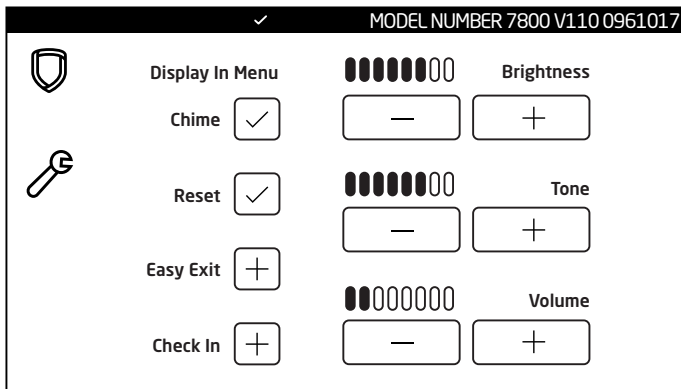 MODEL NUMBER 7800 V110 0961017
Display In Menu
Chime
Reset
Easy Exit
Check In
Brightness
Tone
Volume